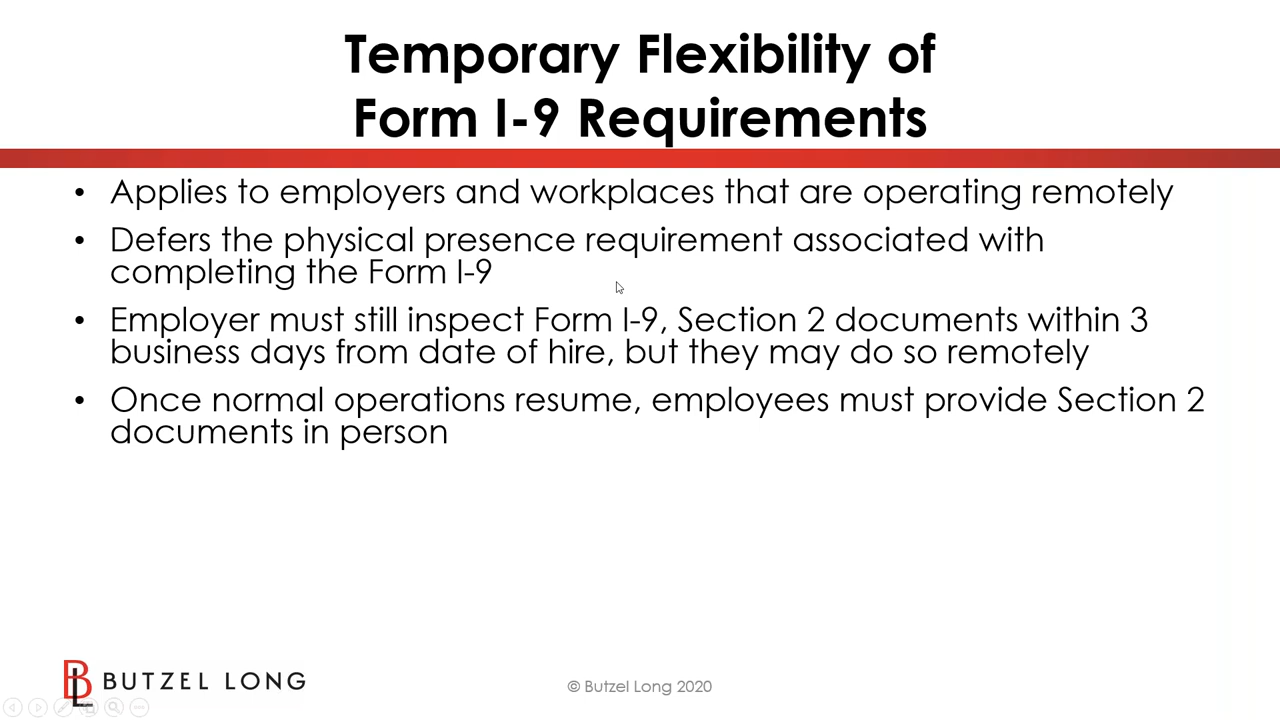 Temporary Flexibility of
Form I-9 Requirements
• Applies to employers and workplaces that are operating remotely
• Defers the physical presence requirement associated with
completing the Form I-9
• Employer must still inspect Form I-9, Section 2 documents within 3
business days from date of hire, but they may do so remotely
• Once normal operations resume, employees must provide Section 2
documents in person
BL BUTZEL LONG
© Butzel Long 2020